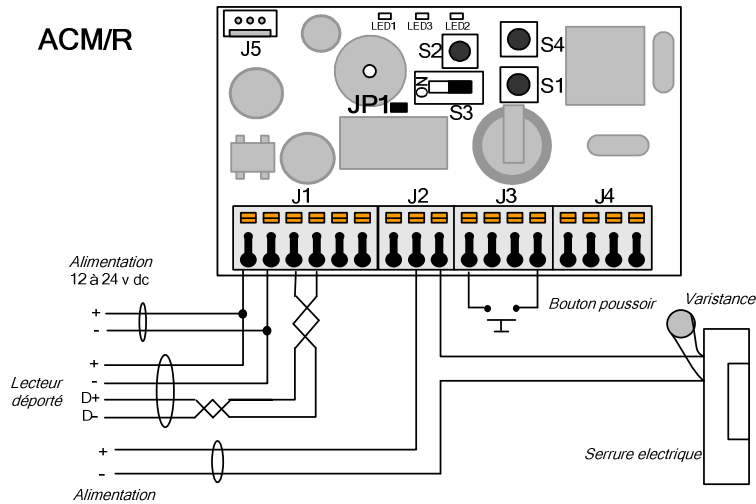 ACM/R
J5
LED1 LED3 LED2
S2
S4
S1
ON
JP1
S3
J1 J2 J3 J4
Alimentation
12 à 24 v dc
+
-
Bouton poussoir
Varistance
Lecteur
déporté
+
-
D+
D-
Serrure electrique
+
-
Alimentation